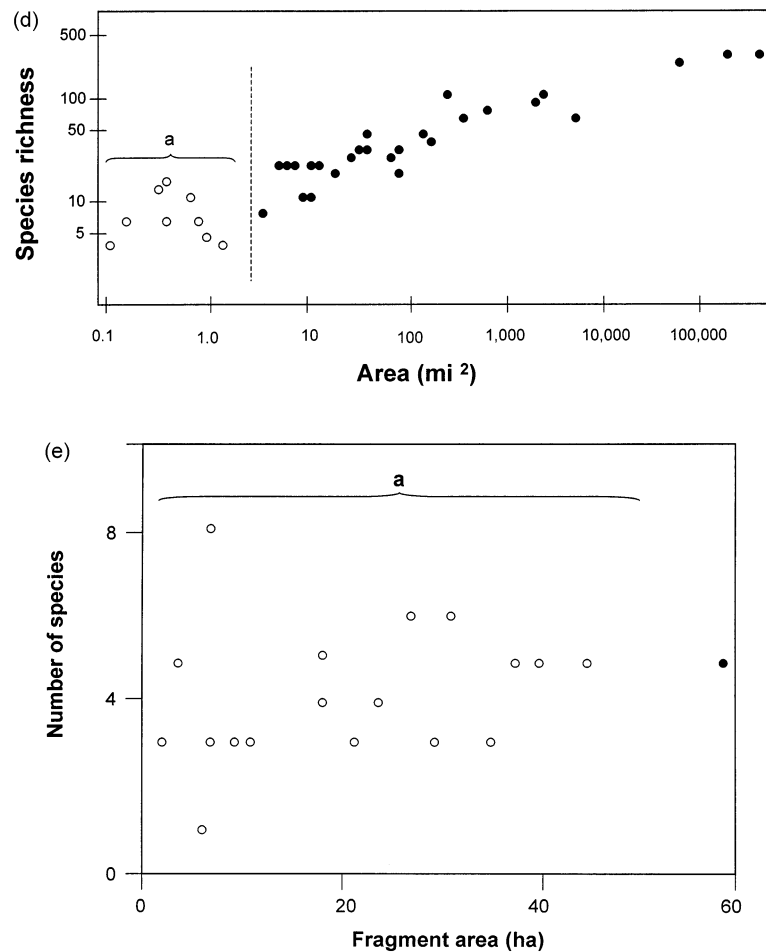 (d)
500
100
50
10
5
Species richness
a
0.1
1.0
10
100
1,000
10,000
100,000
Area (mi 2)
(e)
8
4
0
Number of species
a
0
20
40
60
Fragment area (ha)